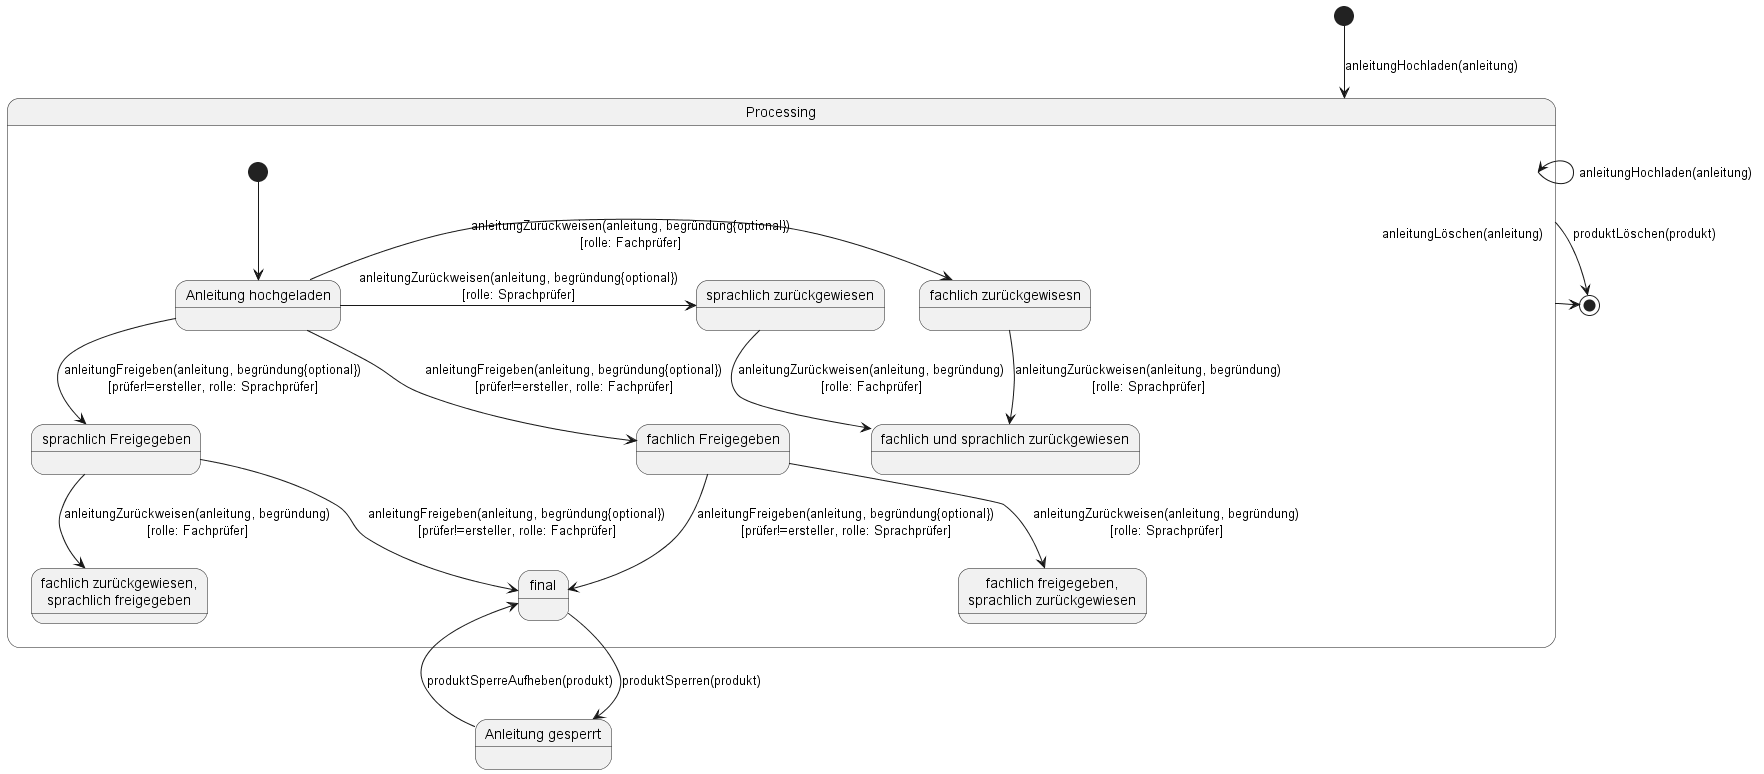 anleitungHochladen(anleitung)
Processing
anleitungHochladen(anleitung)
anleitungZurückweisen(anleitung, begründung{optional})
[rolle: Fachprüfer]
anleitungLöschen(anleitung)
produktLöschen(produkt)
anleitungZurückweisen(anleitung, begründung{optional})
[rolle: Sprachprüfer]
Anleitung hochgeladen
sprachlich zurückgewiesen
fachlich zurückgewisesn
anleitungFreigeben(anleitung, begründung{optional})
[prüfer!=ersteller, rolle: Sprachprüfer]
anleitungFreigeben(anleitung, begründung{optional})
[prüfer!=ersteller, rolle: Fachprüfer]
anleitungZurückweisen(anleitung, begründung)
[rolle: Fachprüfer]
anleitungZurückweisen(anleitung, begründung)
[rolle: Sprachprüfer]
sprachlich Freigegeben
fachlich Freigegeben
fachlich und sprachlich zurückgewiesen
anleitungZurückweisen(anleitung, begründung)
[rolle: Fachprüfer]
anleitungFreigeben(anleitung, begründung{optional})
[prüfer!=ersteller, rolle: Fachprüfer]
anleitungFreigeben(anleitung, begründung{optional})
[prüfer!=ersteller, rolle: Sprachprüfer]
anleitungZurückweisen(anleitung, begründung)
[rolle: Sprachprüfer]
fachlich zurückgewiesen,
sprachlich freigegeben
final
fachlich freigegeben,
sprachlich zurückgewiesen
produktSperreAufheben(produkt)
produktSperren(produkt)
Anleitung gesperrt